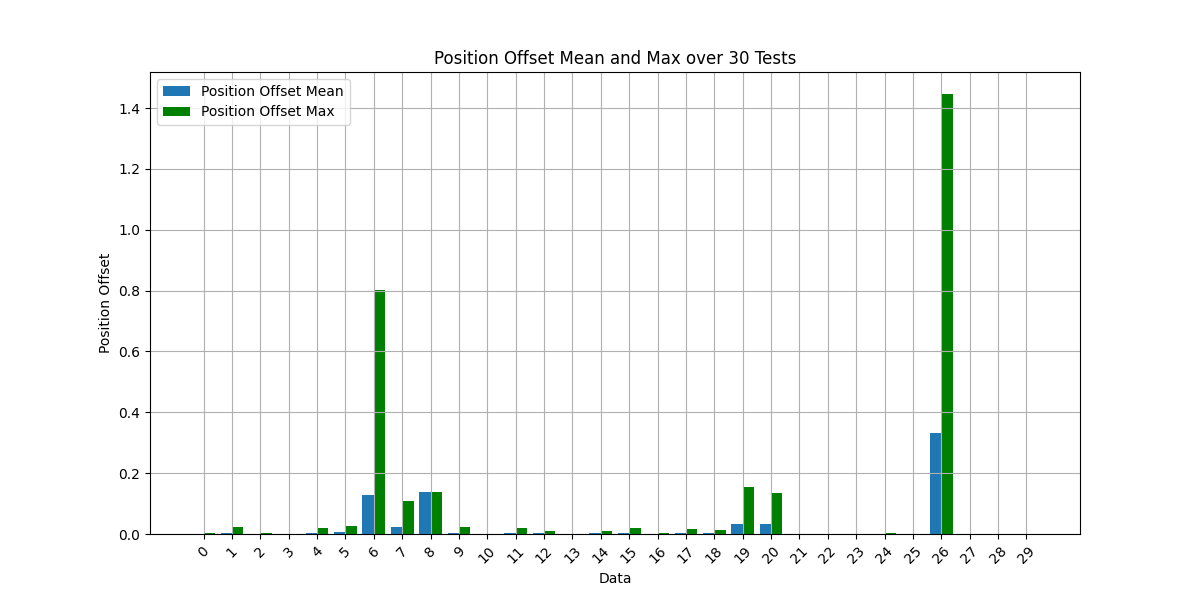 Position Offset Mean and Max over 30 Tests
Position Offset Mean
Position Offset Max
Position Offset
1.4
1.2
1.0
0.8
0.6
0.4
0.2
0.0
0 1 2 3 4 5 6 7 8 9 10 11 12 13 14 15 16 17 18 19 20 21 22 23 24 25 26 27 28 29
Data